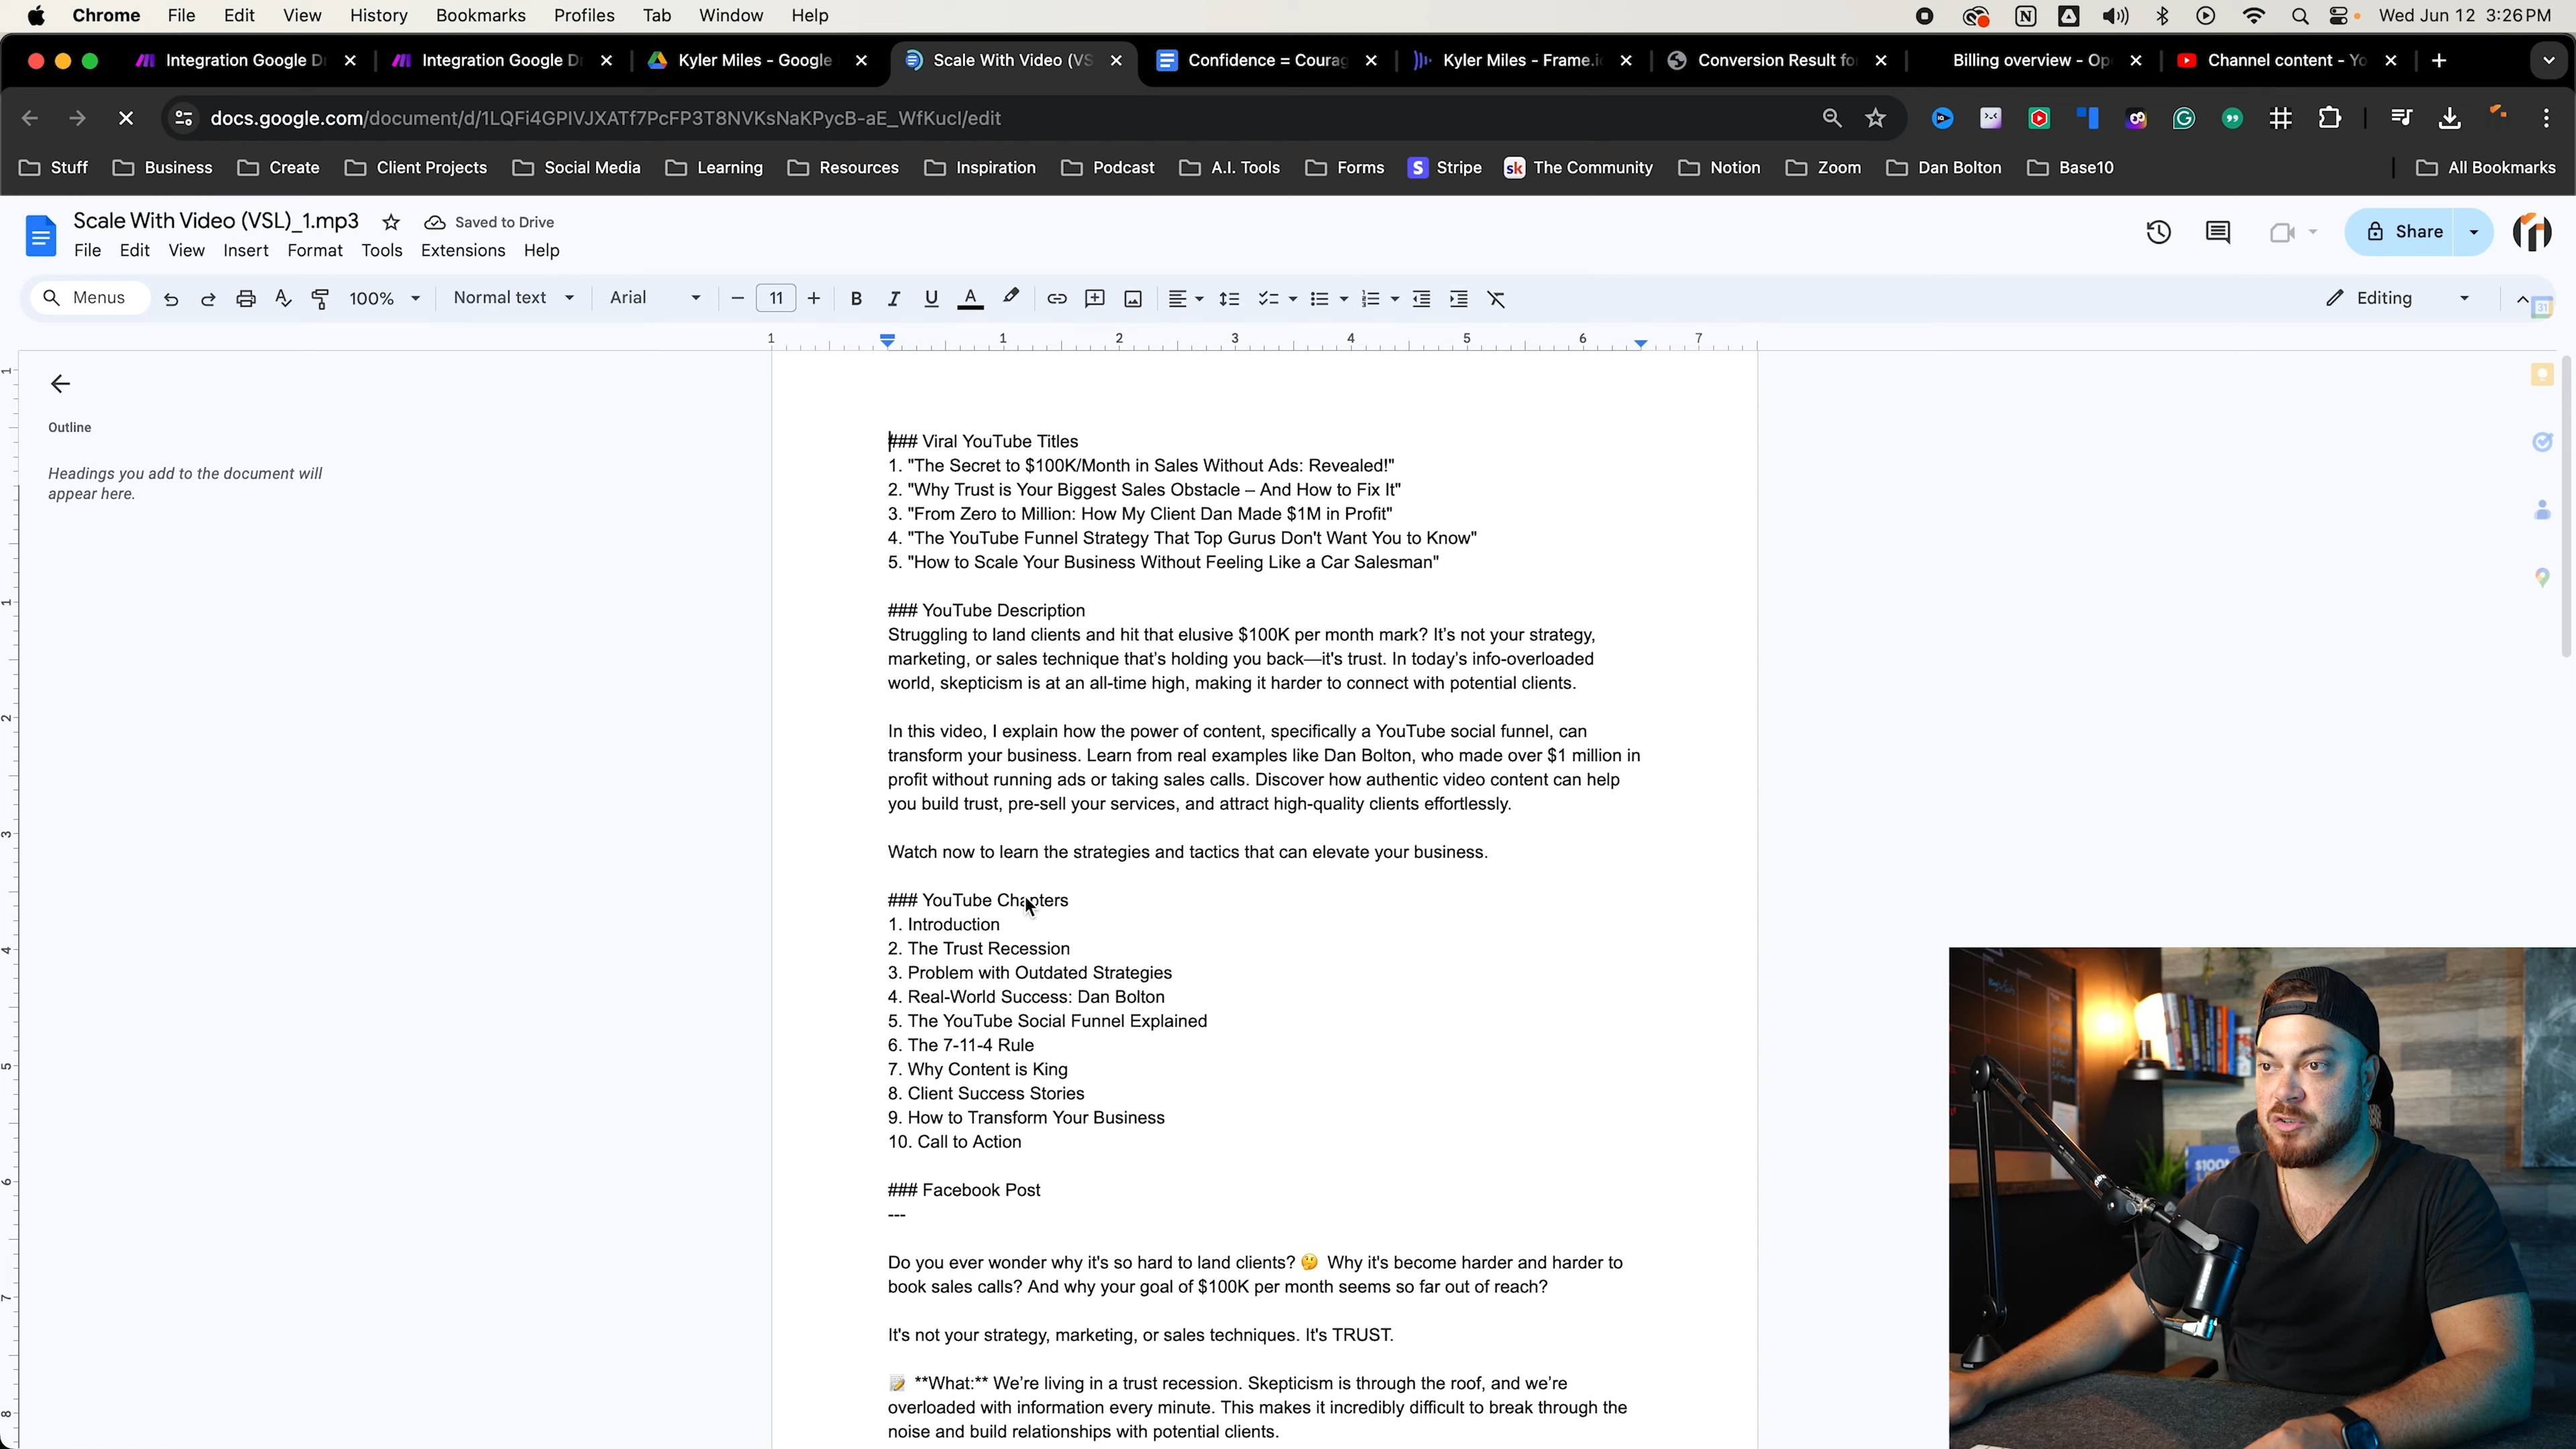 Chrome File Edit View History Bookmarks Profiles Tab Window Help Wed Jun 12 3:26 PM
Integration Google Dr Integration Google Dr Kyler Miles - Google Scale With Video (VS Confidence = Courag Kyler Miles - Frame.i Conversion Result fo Billing overview - Op Channel content - Yo
docs.google.com/document/d/1LQFi4GPIVJXATf7PcFP3T8NVKsNaKPycB-aE_WfKucI/edit
Stuff Business Create Client Projects Social Media Learning Resources Inspiration Podcast A.I. Tools Forms Stripe The Community Notion Zoom Dan Bolton Base10 All Bookmarks
Scale With Video (VSL)_1.mp3 Saved to Drive
File Edit View Insert Format Tools Extensions Help
Share
Menus 100% Normal text Arial 11 Editing
1 1 2 3 4 5 6 7
Outline
Headings you add to the document will
appear here.
### Viral YouTube Titles
1. "The Secret to $100K/Month in Sales Without Ads: Revealed!"
2. "Why Trust is Your Biggest Sales Obstacle – And How to Fix It"
3. "From Zero to Million: How My Client Dan Made $1M in Profit"
4. "The YouTube Funnel Strategy That Top Gurus Don't Want You to Know"
5. "How to Scale Your Business Without Feeling Like a Car Salesman"
### YouTube Description
Struggling to land clients and hit that elusive $100K per month mark? It's not your strategy,
marketing, or sales technique that's holding you back—it's trust. In today's info-overloaded
world, skepticism is at an all-time high, making it harder to connect with potential clients.
In this video, I explain how the power of content, specifically a YouTube social funnel, can
transform your business. Learn from real examples like Dan Bolton, who made over $1 million in
profit without running ads or taking sales calls. Discover how authentic video content can help
you build trust, pre-sell your services, and attract high-quality clients effortlessly.
Watch now to learn the strategies and tactics that can elevate your business.
### YouTube Chapters
1. Introduction
2. The Trust Recession
3. Problem with Outdated Strategies
4. Real-World Success: Dan Bolton
5. The YouTube Social Funnel Explained
6. The 7-11-4 Rule
7. Why Content is King
8. Client Success Stories
9. How to Transform Your Business
10. Call to Action
### Facebook Post
---
Do you ever wonder why it's so hard to land clients? 🤔 Why it's become harder and harder to
book sales calls? And why your goal of $100K per month seems so far out of reach?
It's not your strategy, marketing, or sales techniques. It's TRUST.
📝 **What:** We're living in a trust recession. Skepticism is through the roof, and we're
overloaded with information every minute. This makes it incredibly difficult to break through the
noise and build relationships with potential clients.